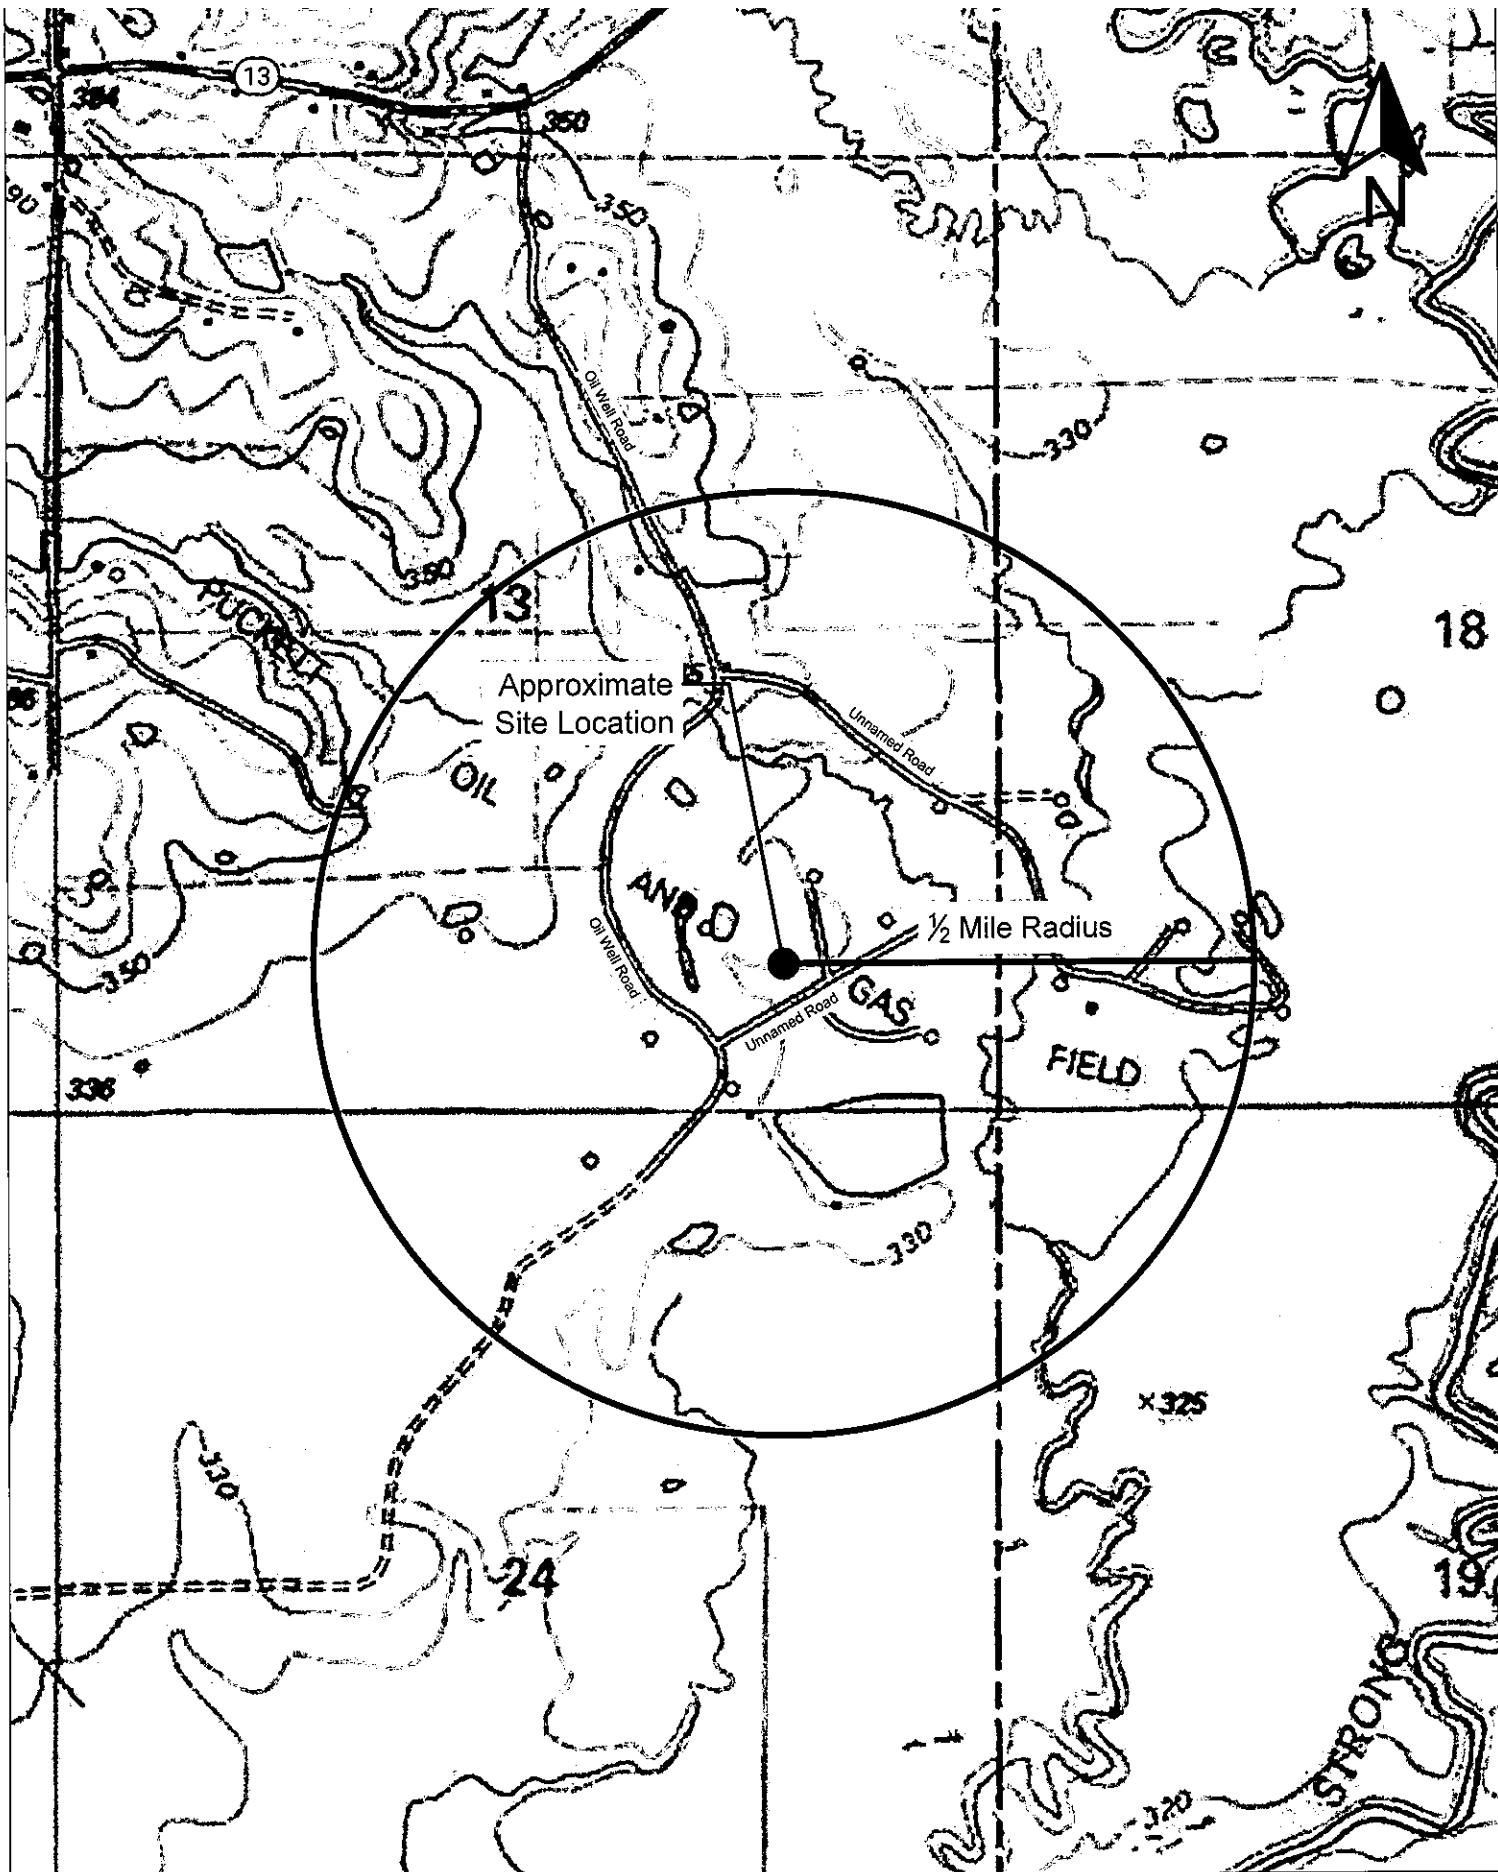 13
384
350
N
90
350
Oil Well Road
330
350
13
PUCKETT
18
Approximate
Site Location
Unnamed Road
OIL
AND
½ Mile Radius
Oil Well Road
350
GAS
Unnamed Road
FIELD
336
330
×325
330
24
19
STRONG
320